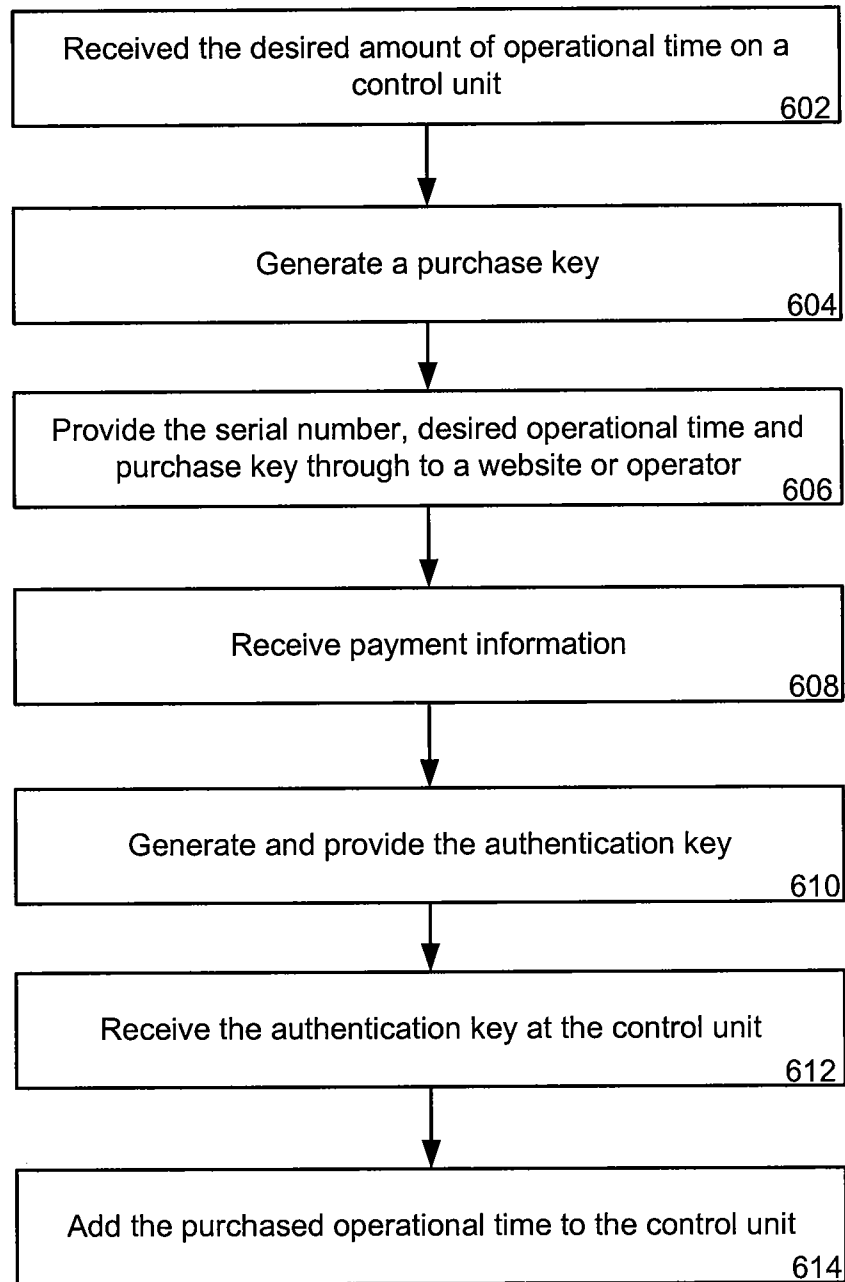 Received the desired amount of operational time on a
control unit
602
Generate a purchase key
604
Provide the serial number, desired operational time and
purchase key through to a website or operator
606
Receive payment information
608
Generate and provide the authentication key
610
Receive the authentication key at the control unit
612
Add the purchased operational time to the control unit
614